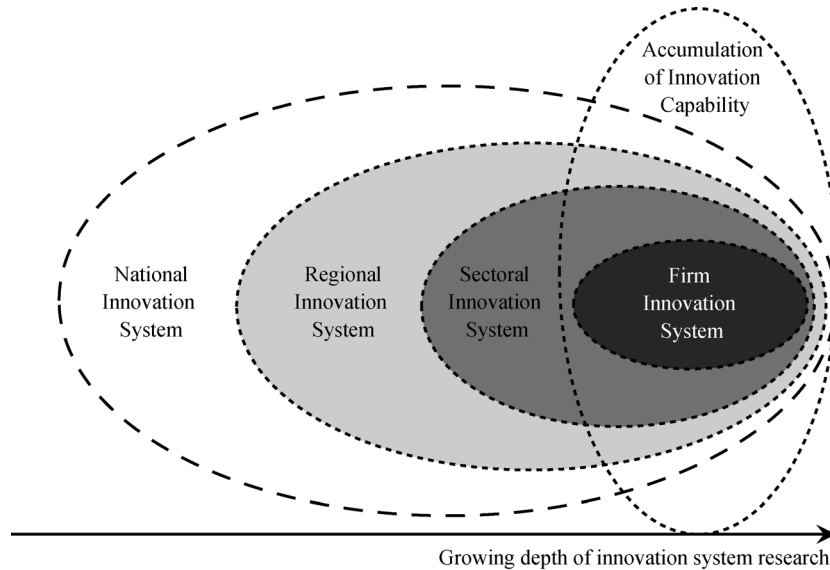 Accumulation
of Innovation
Capability
National
Innovation
System
Regional
Innovation
System
Sectoral
Innovation
System
Firm
Innovation
System
Growing depth of innovation system research